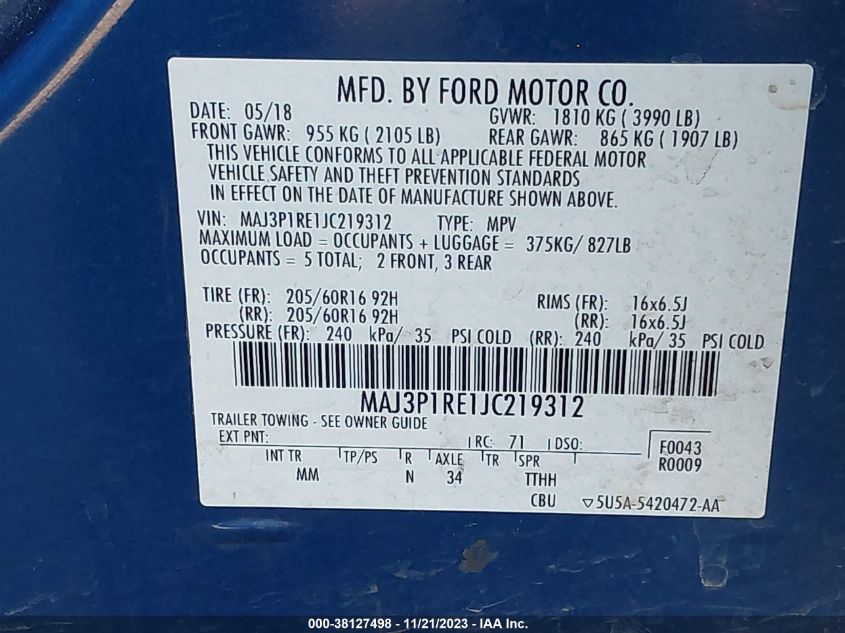 MFD. BY FORD MOTOR CO.
DATE: 05/18 GVWR: 1810 KG ( 3990 LB)
FRONT GAWR: 955 KG ( 2105 LB) REAR GAWR: 865 KG ( 1907 LB)
THIS VEHICLE CONFORMS TO ALL APPLICABLE FEDERAL MOTOR
VEHICLE SAFETY AND THEFT PREVENTION STANDARDS
IN EFFECT ON THE DATE OF MANUFACTURE SHOWN ABOVE.
VIN: MAJ3P1RE1JC219312 TYPE: MPV
MAXIMUM LOAD = OCCUPANTS + LUGGAGE = 375KG/ 827LB
OCCUPANTS = 5 TOTAL; 2 FRONT, 3 REAR
TIRE (FR): 205/60R16 92H RIMS (FR): 16x6.5J
(RR): 205/60R16 92H (RR): 16x6.5J
PRESSURE (FR): 240 kPa/ 35 PSI COLD (RR): 240 kPa/ 35 PSI COLD
MAJ3P1RE1JC219312
TRAILER TOWING - SEE OWNER GUIDE
EXT PNT: RC: 71 DSO: F0043
INT TR TP/PS R AXLE TR SPR R0009
MM N 34 TTHH
CBU ▽5U5A-5420472-AA
000-38127498 - 11/21/2023 - IAA Inc.